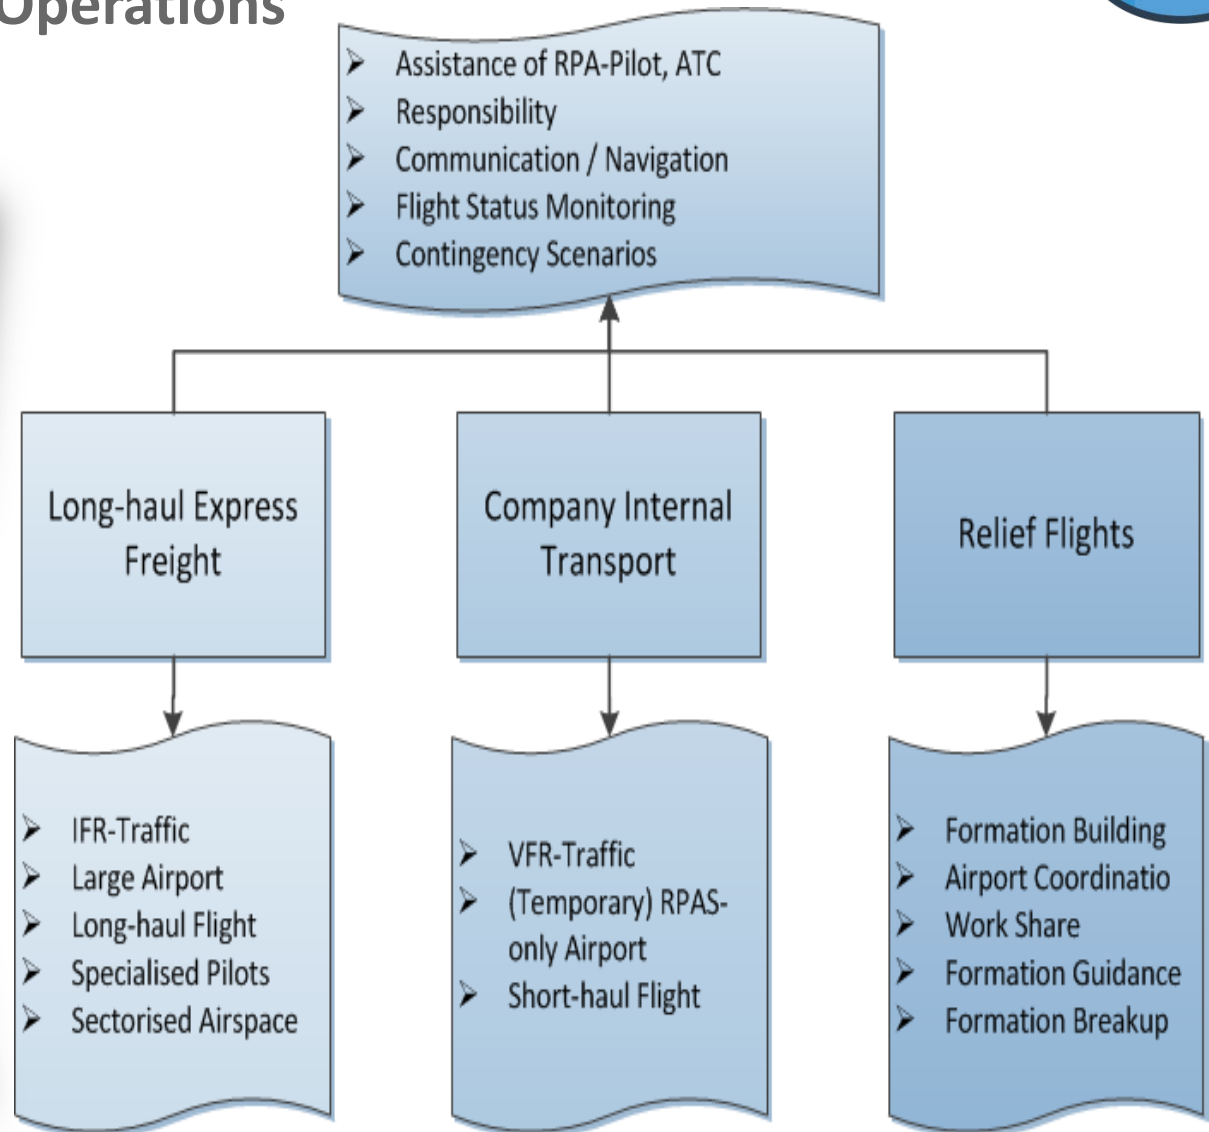 Operations
➢ Assistance of RPA-Pilot, ATC
➢ Responsibility
➢ Communication / Navigation
➢ Flight Status Monitoring
➢ Contingency Scenarios
Long-haul Express
Freight
Company Internal
Transport
Relief Flights
➢ IFR-Traffic
➢ Large Airport
➢ Long-haul Flight
➢ Specialised Pilots
➢ Sectorised Airspace
➢ VFR-Traffic
➢ (Temporary) RPAS-
only Airport
➢ Short-haul Flight
➢ Formation Building
➢ Airport Coordinatio
➢ Work Share
➢ Formation Guidance
➢ Formation Breakup